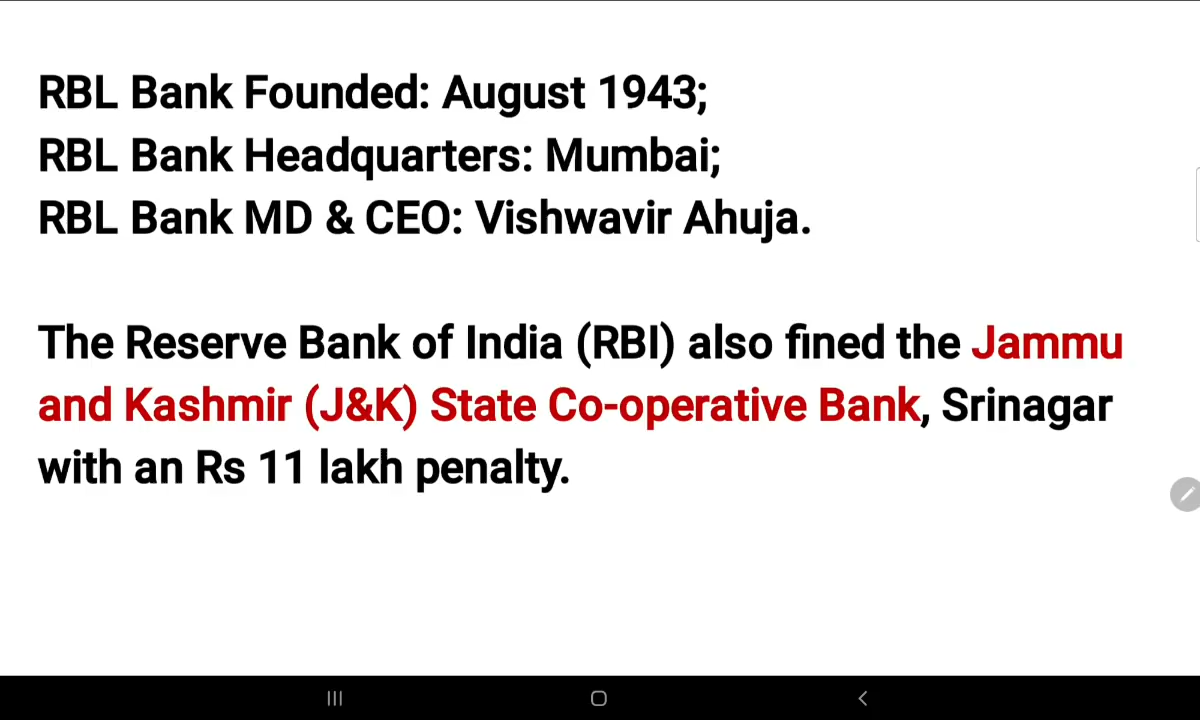 RBL Bank Founded: August 1943;
RBL Bank Headquarters: Mumbai;
RBL Bank MD & CEO: Vishwavir Ahuja.
The Reserve Bank of India (RBI) also fined the Jammu
and Kashmir (J&K) State Co-operative Bank, Srinagar
with an Rs 11 lakh penalty.